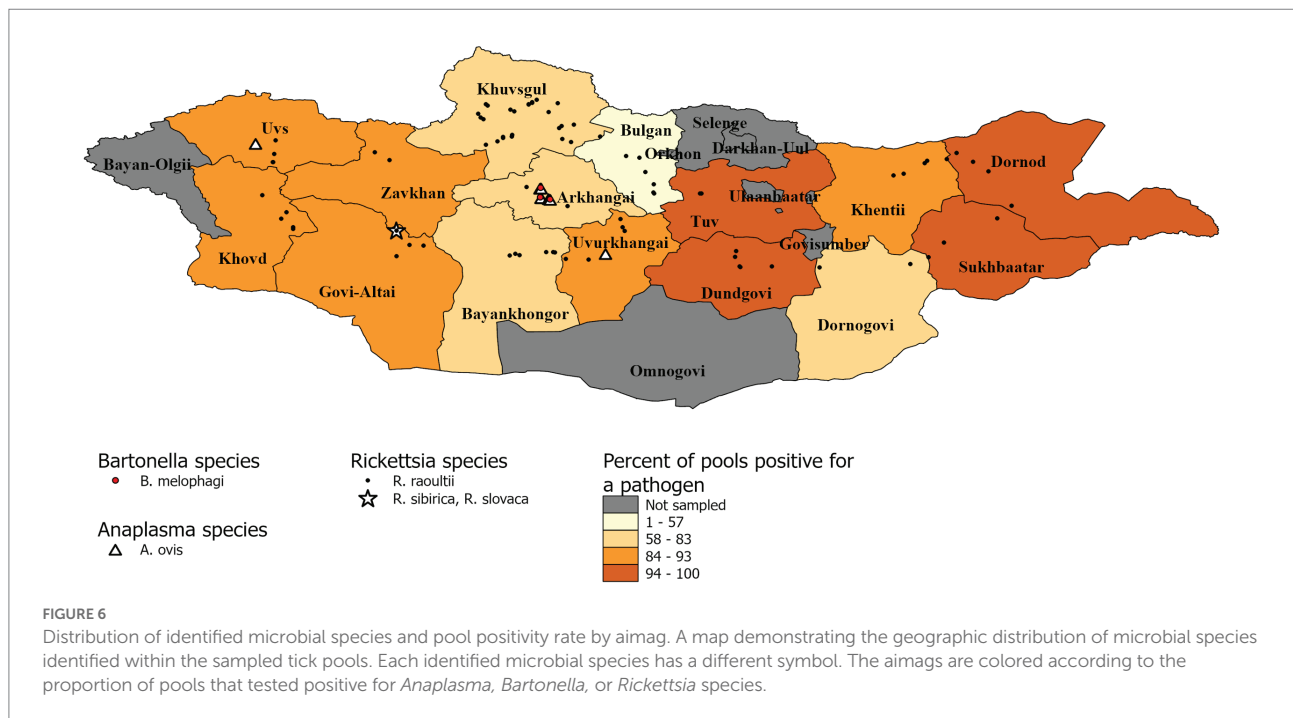 Khuvsgul
Uvs
Bulgan
Selenge
Bayan-Olgii
Orkhon
Darkhan-Uul
Dornod
Zavkhan
Arkhangai
Ulaanbaatar
Khentii
Tuv
Khovd
Uvurkhangai
Govisumber
Sukhbaatar
Govi-Altai
Dundgovi
Bayankhongor
Dornogovi
Omnogovi
Bartonella species
B. melophagi
Anaplasma species
A. ovis
Rickettsia species
R. raoultii
R. sibirica, R. slovaca
Percent of pools positive for
a pathogen
Not sampled
1 - 57
58 - 83
84 - 93
94 - 100
FIGURE 6
Distribution of identified microbial species and pool positivity rate by aimag. A map demonstrating the geographic distribution of microbial species
identified within the sampled tick pools. Each identified microbial species has a different symbol. The aimags are colored according to the
proportion of pools that tested positive for Anaplasma, Bartonella, or Rickettsia species.